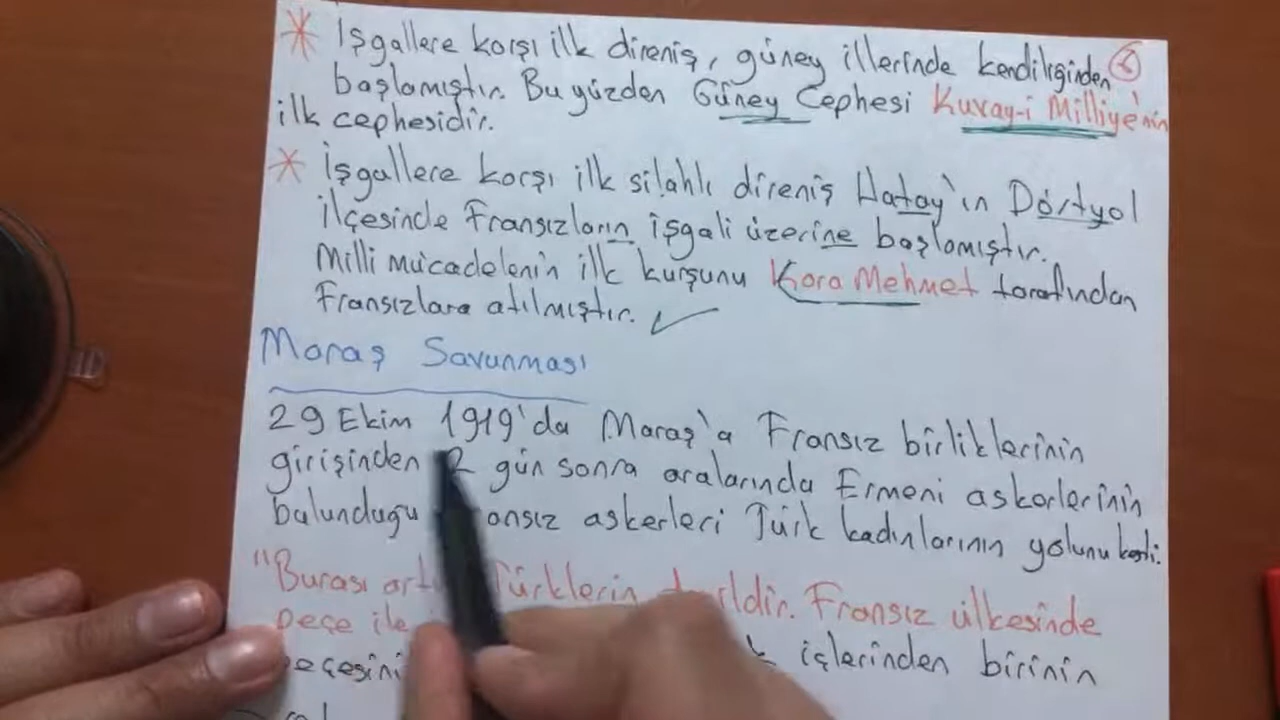 * İşgallere karşı ilk direniş, güney illerinde kendiliğinden 6
başlamıştır. Bu yüzden Güney Cephesi Kuvay-i Milliye'nin
ilk cephesidir.
* İşgallere karşı ilk silahlı direniş Hatay'ın Dörtyol
ilçesinde Fransızların işgali üzerine başlamıştır.
Milli mücadelenin ilk kurşunu Kara Mehmet tarafından
Fransızlara atılmıştır.
Maraş Savunması
29 Ekim 1919'da Maraş'a Fransız birliklerinin
girişinden 2 gün sonra aralarında Ermeni askerlerinin
bulunduğu askerleri Türk kadınlarının yolunu kesti.
"Burası Türklerin Fransız ülkesinde
peçe ile
işlerinden birinin